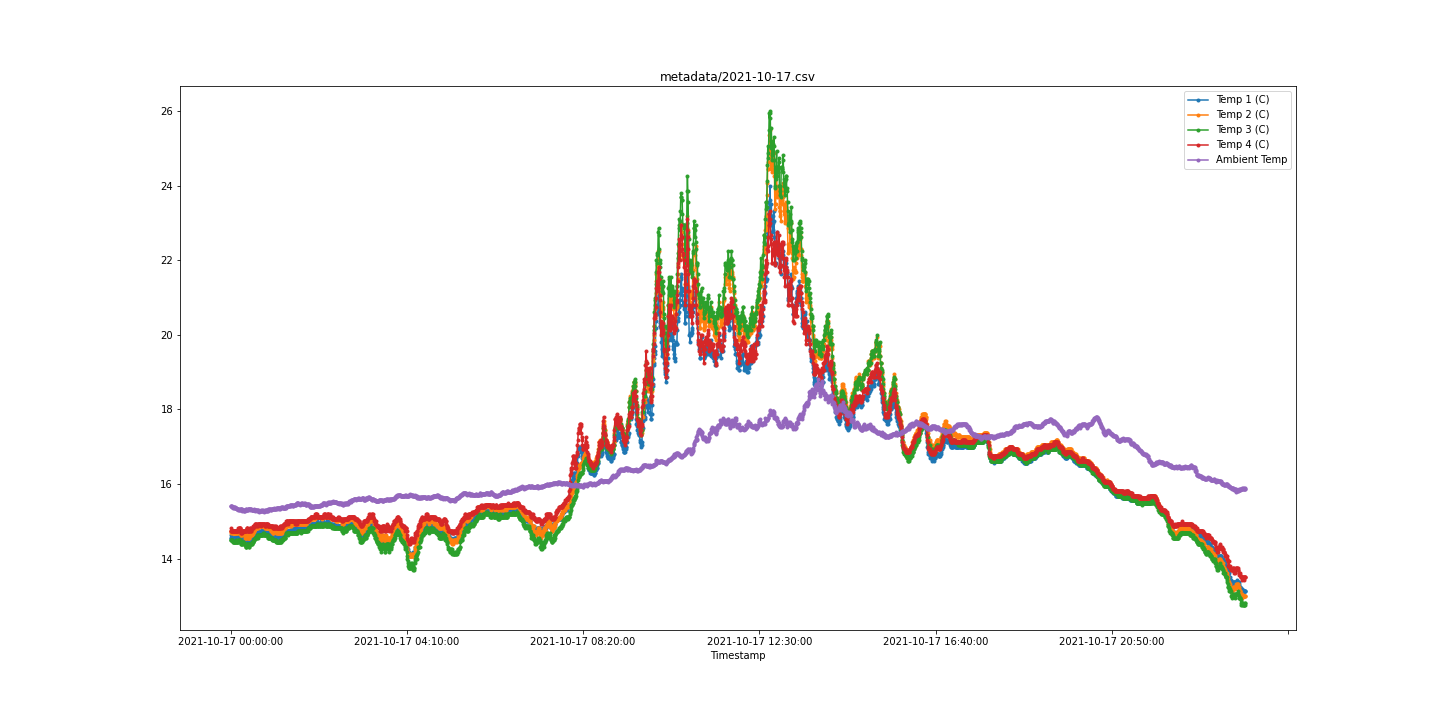 metadata/2021-10-17.csv
Temp 1 (C)
Temp 2 (C)
Temp 3 (C)
Temp 4 (C)
Ambient Temp
26
24
22
20
18
16
14
2021-10-17 00:00:00 2021-10-17 04:10:00 2021-10-17 08:20:00 2021-10-17 12:30:00 2021-10-17 16:40:00 2021-10-17 20:50:00
Timestamp